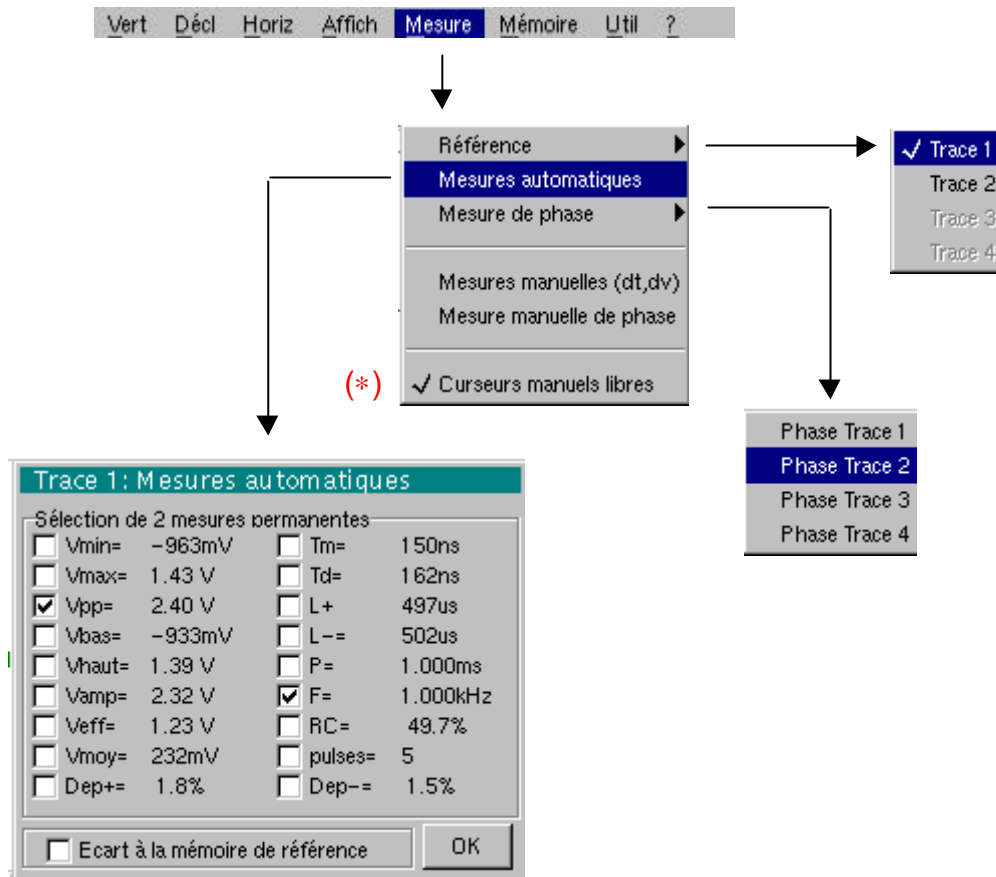 Vert Décl Horiz Affich Mesure Mémoire Util ?
Référence
Mesures automatiques
Mesure de phase
Mesures manuelles (dt,dv)
Mesure manuelle de phase
(*) ✓ Curseurs manuels libres
✓ Trace 1
Trace 2
Trace 3
Trace 4
Phase Trace 1
Phase Trace 2
Phase Trace 3
Phase Trace 4
Trace 1: Mesures automatiques
Sélection de 2 mesures permanentes
Vmin= -963mV Tm= 150ns
Vmax= 1.43 V Td= 162ns
Vpp= 2.40 V L+ 497us
Vbas= -933mV L-= 502us
Vhaut= 1.39 V P= 1.000ms
Vamp= 2.32 V F= 1.000kHz
Veff= 1.23 V RC= 49.7%
Vmoy= 232mV pulses= 5
Dep+= 1.8% Dep-= 1.5%
Ecart à la mémoire de référence OK